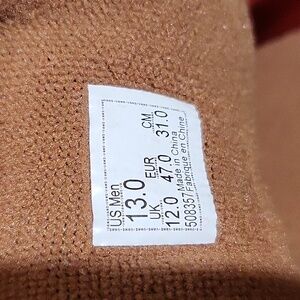 US Men EUR CM
13.0 47.0 31.0
UK
12.0 Made in China
508357 Fabriqué en Chine